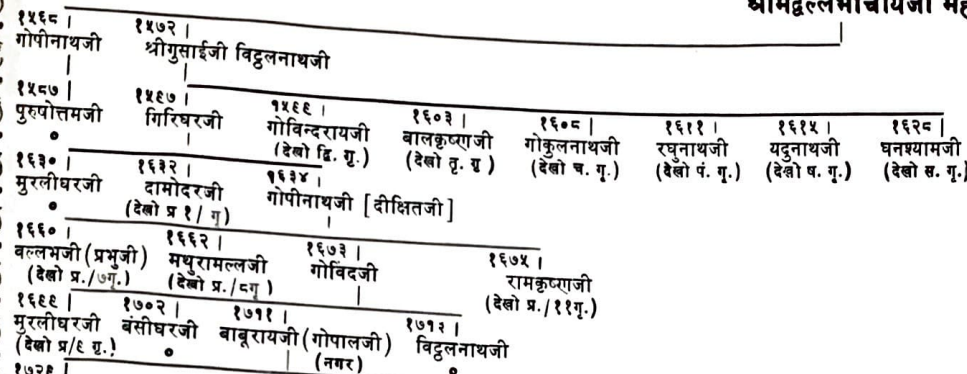 श्रीमद्वल्लभाचार्यजी
१५६८ १५७२
गोपीनाथजी श्रीगुसाईजी विट्ठलनाथजी
१५८७ १५९७ १५९९ १६०३ १६०८ १६११ १६१५ १६२८
पुरुषोत्तमजी गिरिधरजी गोविन्दरायजी बालकृष्णजी गोकुलनाथजी रघुनाथजी यदुनाथजी घनश्यामजी
(देखो द्वि. गृ.) (देखो तृ. गृ) (देखो च. गृ.) (देखो पं. गृ.) (देखो ष. गृ.) (देखो स. गृ.)
१६३० १६३२ १६३४
मुरलीधरजी दामोदरजी गोपीनाथजी [दीक्षितजी]
(देखो प्र १/ गृ)
१६६० १६६२ १६७३ १६७५
वल्लभजी (प्रभुजी) मथुरामल्लजी गोविंदजी रामकृष्णजी
(देखो प्र./७गृ.) (देखो प्र./८गृ) (देखो प्र./११गृ.)
१६९९ १७०२ १७११ १७१२
मुरलीधरजी बंसीधरजी बाबूरायजी (गोपालजी) विट्ठलनाथजी
(देखो प्र/९ गृ.) (नगर)